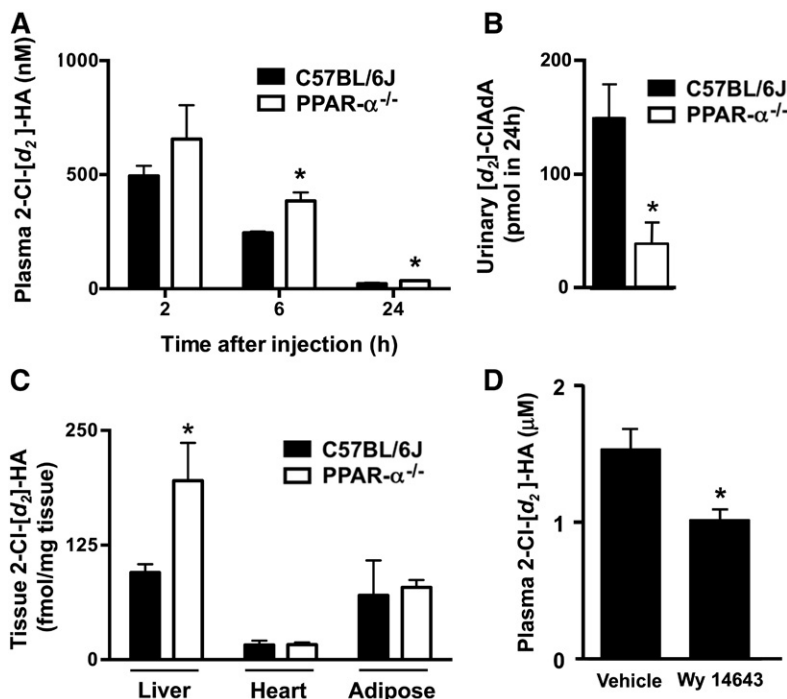 A
Plasma 2-Cl-[d₂]-HA (nM)
1000
500
0
C57BL/6J
PPAR-α⁻/⁻
*
*
2
6
24
Time after injection (h)
B
Urinary [d₂]-ClAdA
(pmol in 24h)
200
100
0
C57BL/6J
PPAR-α⁻/⁻
*
C
Tissue 2-Cl-[d₂]-HA
(fmol/mg tissue)
250
125
0
*
C57BL/6J
PPAR-α⁻/⁻
Liver
Heart
Adipose
D
Plasma 2-Cl-[d₂]-HA (μM)
2
1
0
*
Vehicle
Wy 14643